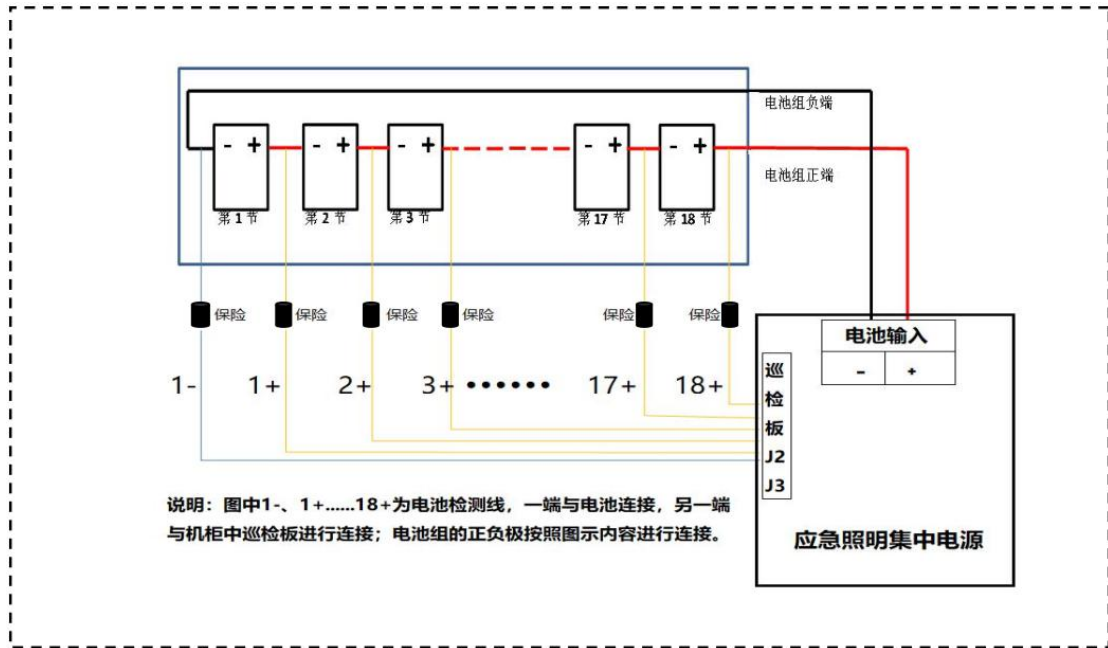 电池组负端
- + - + - + - + - +
电池组正端
第1节 第2节 第3节 第17节 第18节
保险 保险 保险 保险 保险 保险
电池输入
- +
1- 1+ 2+ 3+ •••••• 17+ 18+
巡
检
板
J2
J3
说明：图中1-、1+......18+为电池检测线，一端与电池连接，另一端
与机柜中巡检板进行连接；电池组的正负极按照图示内容进行连接。
应急照明集中电源